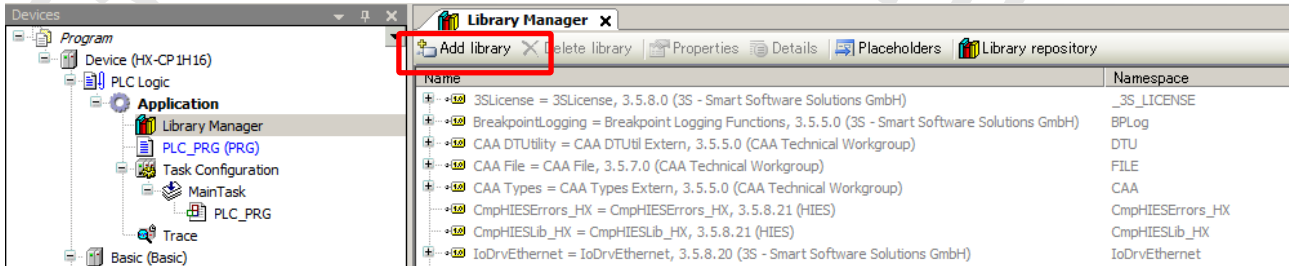 Devices
Program
Device (HX-CP1H16)
PLC Logic
Application
Library Manager
PLC_PRG (PRG)
Task Configuration
MainTask
PLC_PRG
Trace
Basic (Basic)
Library Manager
Add library Delete library Properties Details Placeholders Library repository
Name Namespace
3SLicense = 3SLicense, 3.5.8.0 (3S - Smart Software Solutions GmbH) _3S_LICENSE
BreakpointLogging = Breakpoint Logging Functions, 3.5.5.0 (3S - Smart Software Solutions GmbH) BPLog
CAA DTUtility = CAA DTUtil Extern, 3.5.5.0 (CAA Technical Workgroup) DTU
CAA File = CAA File, 3.5.7.0 (CAA Technical Workgroup) FILE
CAA Types = CAA Types Extern, 3.5.5.0 (CAA Technical Workgroup) CAA
CmpHIESErrors_HX = CmpHIESErrors_HX, 3.5.8.21 (HIES) CmpHIESErrors_HX
CmpHIESLib_HX = CmpHIESLib_HX, 3.5.8.21 (HIES) CmpHIESLib_HX
IoDrvEthernet = IoDrvEthernet, 3.5.8.20 (3S - Smart Software Solutions GmbH) IoDrvEthernet